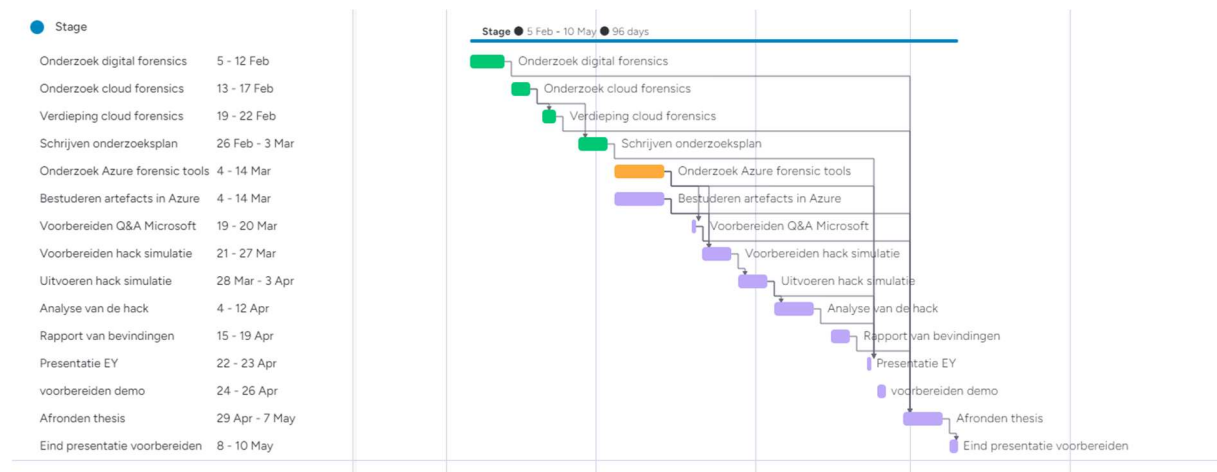 Stage
Stage ● 5 Feb - 10 May ● 96 days
Onderzoek digital forensics 5 - 12 Feb Onderzoek digital forensics
Onderzoek cloud forensics 13 - 17 Feb Onderzoek cloud forensics
Verdieping cloud forensics 19 - 22 Feb Verdieping cloud forensics
Schrijven onderzoeksplan 26 Feb - 3 Mar Schrijven onderzoeksplan
Onderzoek Azure forensic tools 4 - 14 Mar Onderzoek Azure forensic tools
Bestuderen artefacts in Azure 4 - 14 Mar Bestuderen artefacts in Azure
Voorbereiden Q&A Microsoft 19 - 20 Mar Voorbereiden Q&A Microsoft
Voorbereiden hack simulatie 21 - 27 Mar Voorbereiden hack simulatie
Uitvoeren hack simulatie 28 Mar - 3 Apr Uitvoeren hack simulatie
Analyse van de hack 4 - 12 Apr Analyse van de hack
Rapport van bevindingen 15 - 19 Apr Rapport van bevindingen
Presentatie EY 22 - 23 Apr Presentatie EY
voorbereiden demo 24 - 26 Apr voorbereiden demo
Afronden thesis 29 Apr - 7 May Afronden thesis
Eind presentatie voorbereiden 8 - 10 May Eind presentatie voorbereiden